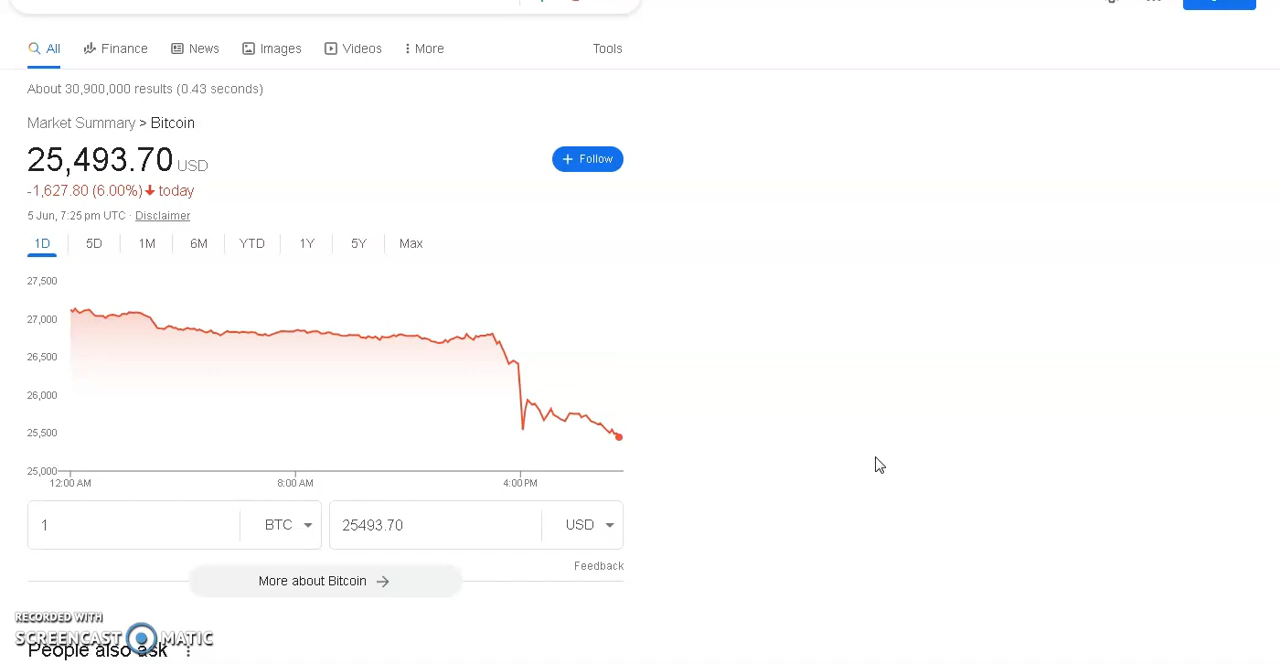 All Finance News Images Videos More Tools
About 30,900,000 results (0.43 seconds)
Market Summary > Bitcoin
25,493.70 USD
+ Follow
-1,627.80 (6.00%) today
5 Jun, 7:25 pm UTC · Disclaimer
1D 5D 1M 6M YTD 1Y 5Y Max
27,500
27,000
26,500
26,000
25,500
25,000
12:00 AM 8:00 AM 4:00 PM
1 BTC 25493.70 USD
Feedback
More about Bitcoin
RECORDED WITH
SCREENCAST MATIC
People also ask